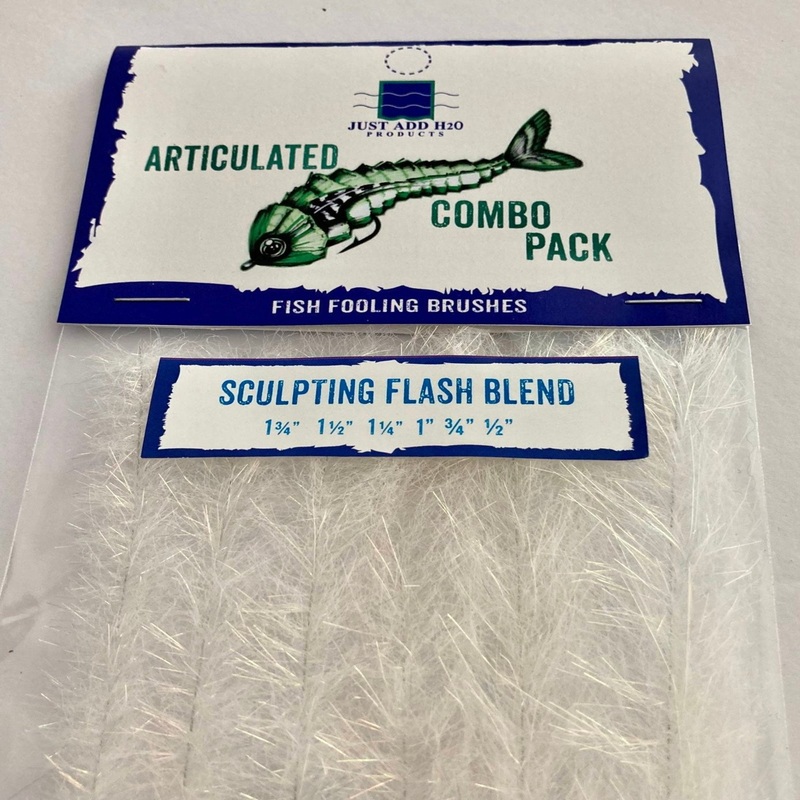 JUST ADD H2O
PRODUCTS
ARTICULATED
COMBO
PACK
FISH FOOLING BRUSHES
SCULPTING FLASH BLEND
1¾" 1½" 1¼" 1" ¾" ½"